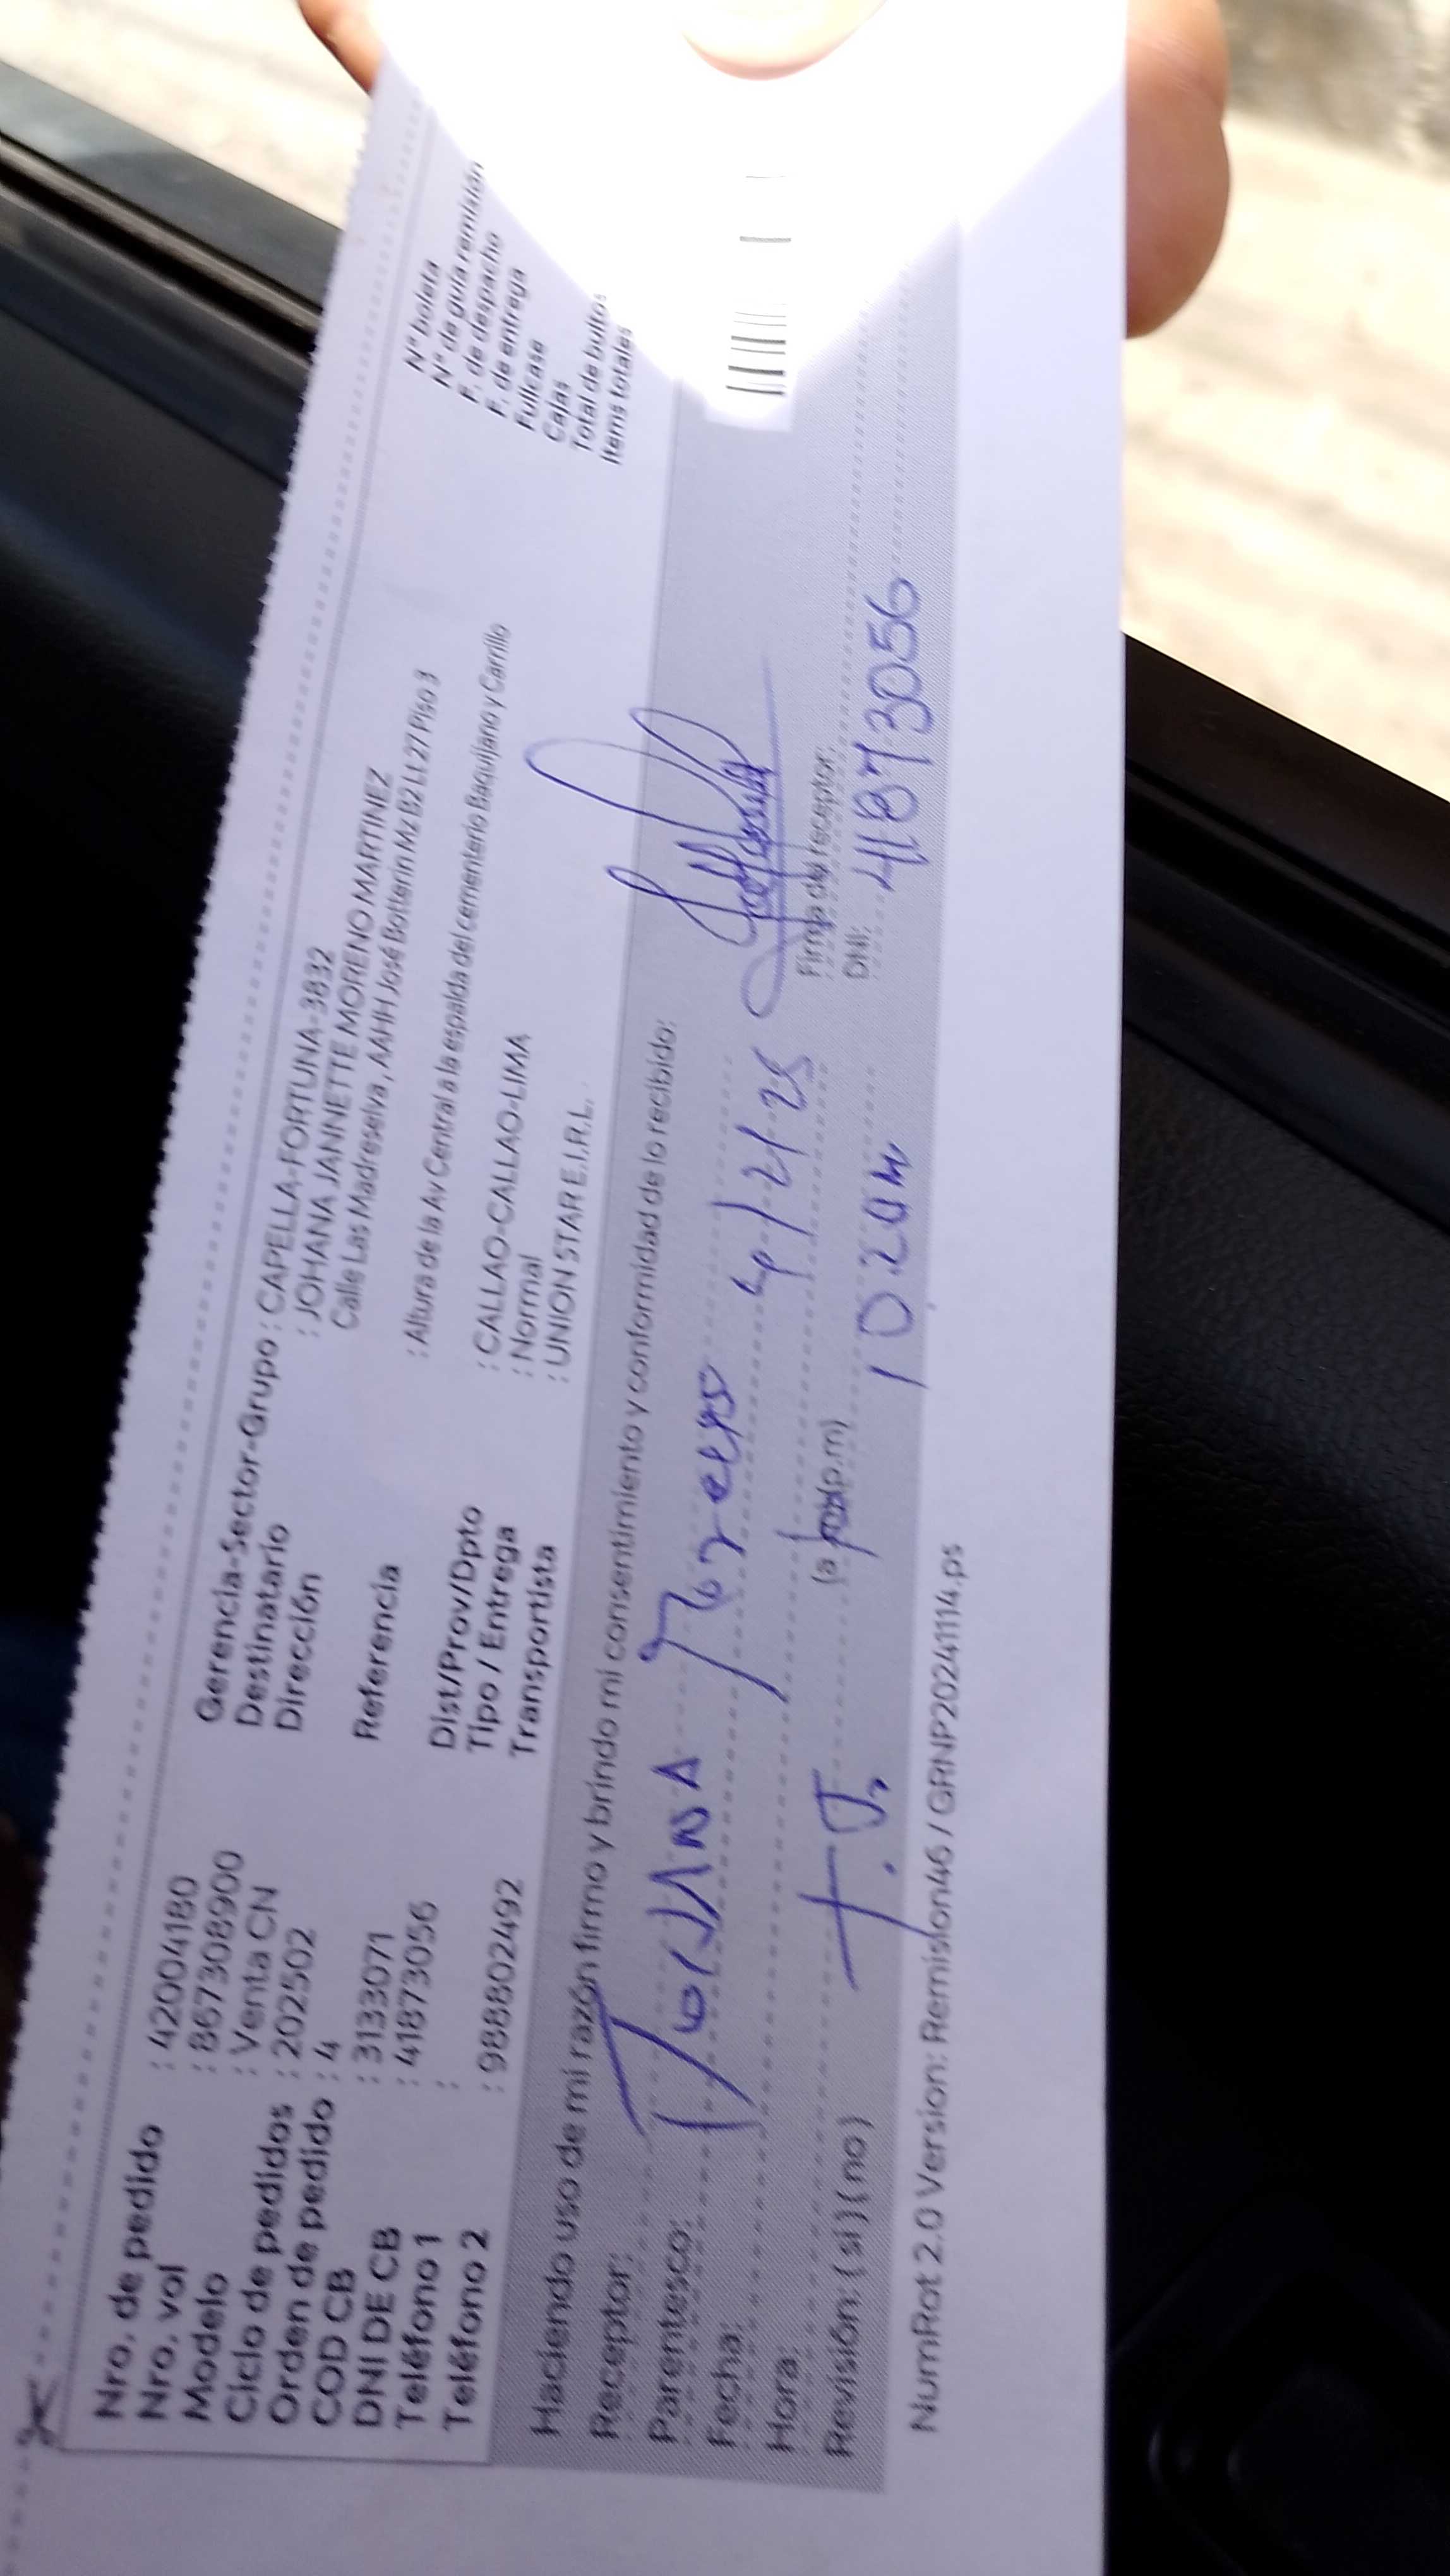 Nro. de pedido : 42004180
Nro. vol : 867308900
Modelo : Venta CN
Ciclo de pedidos : 202502
Orden de pedido : 4
COD CB : 3133071
DNI DE CB : 41873056
Teléfono 1 :
Teléfono 2 : 988802492
Gerencia-Sector-Grupo : CAPELLA-FORTUNA-3832
Destinatario : JOHANA JANNETTE MORENO MARTINEZ
Dirección Calle Las Madreselva, AAHH José Botterin Mz B2 Lt 27 Piso 3
Referencia : Altura de la Av Central a la espalda del cementerio Baquijano y Carrillo
Dist/Prov/Dpto : CALLAO-CALLAO-LIMA
Tipo / Entrega : Normal
Transportista : UNION STAR E.I.R.L.
N° boleta
N° de guía remisión
F. de despacho
F. de entrega
Fullcase
Cajas
Total de bultos
Items totales
Haciendo uso de mi razón firmo y brindo mi consentimiento y conformidad de lo recibido:
Receptor:
Parentesco:
Fecha: 4/2/25
Hora: (a p.m)
Revisión: (si) (no) T.J. 10:20m
Firma del receptor:
DNI: 41873056
NumRot 2.0 Version: Remision46 / GRNP20241114.ps